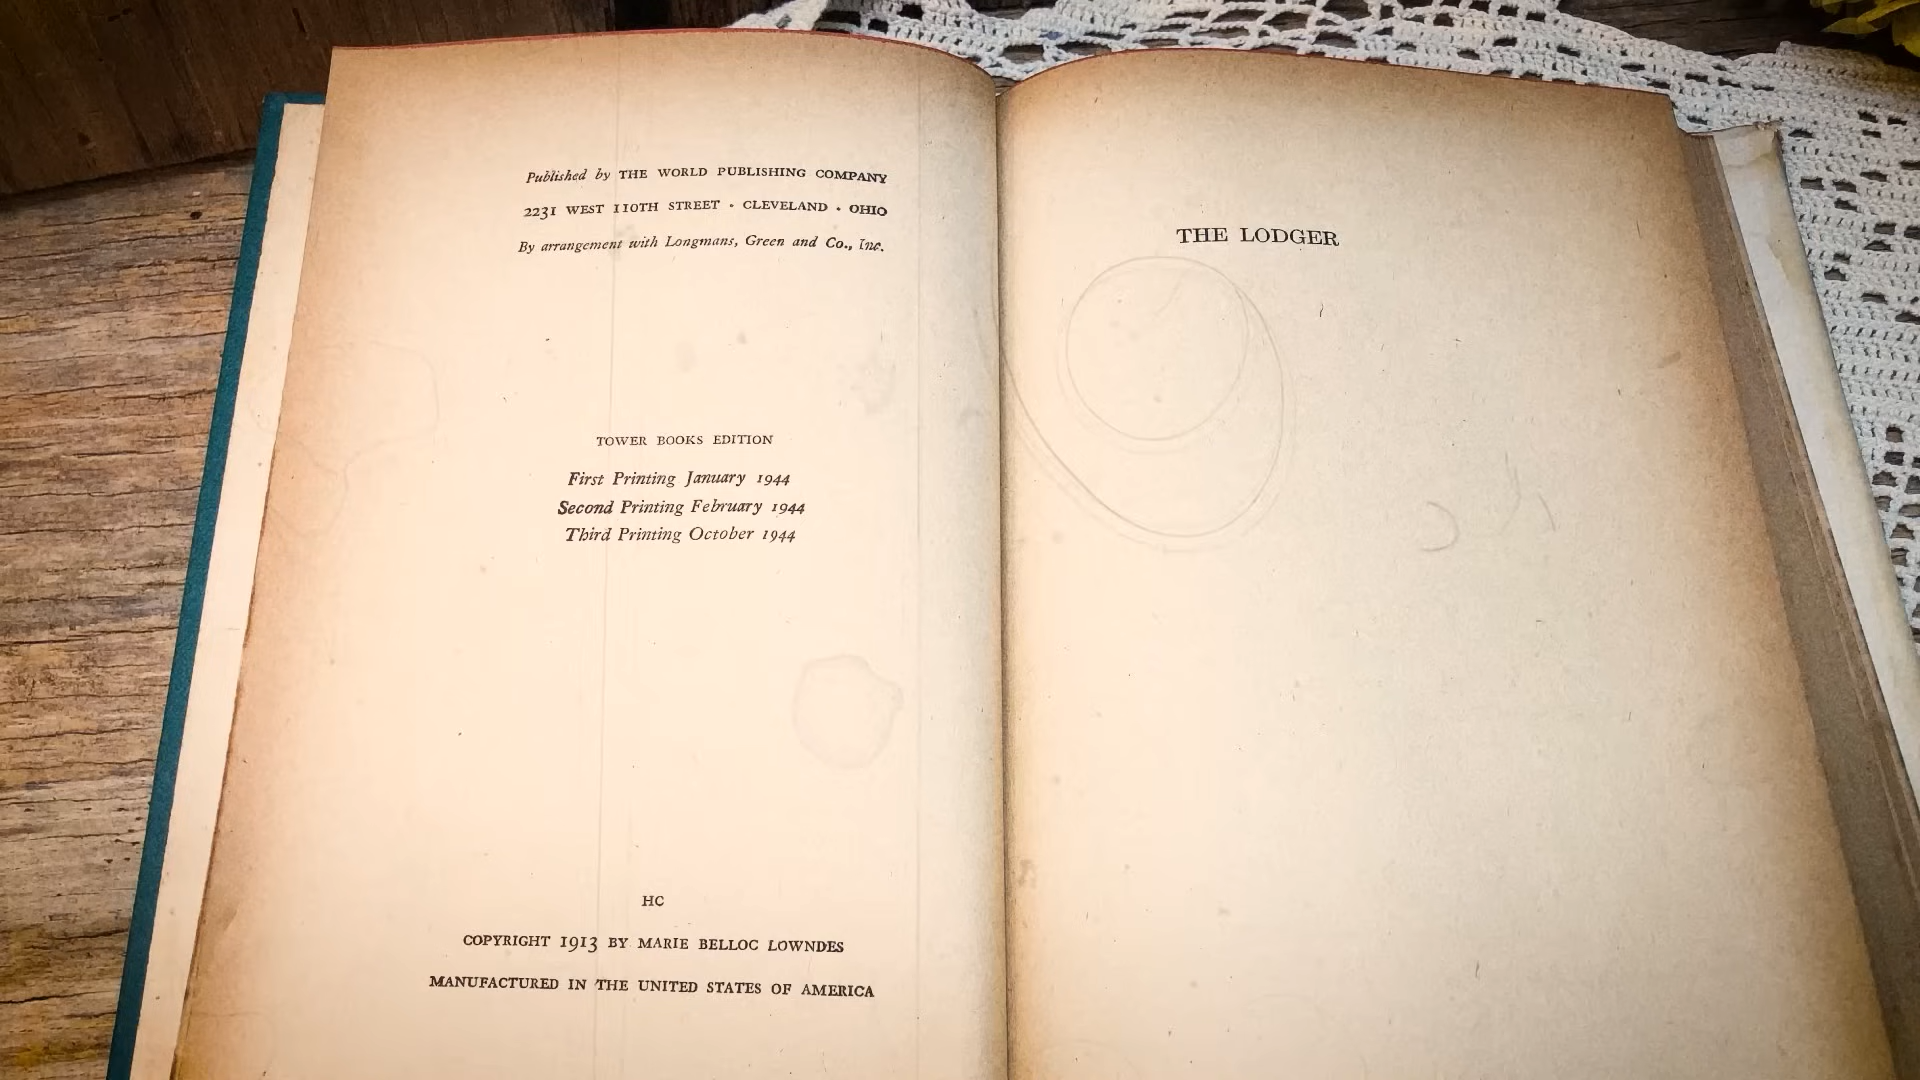 Published by THE WORLD PUBLISHING COMPANY
2231 WEST 110TH STREET · CLEVELAND · OHIO
By arrangement with Longmans, Green and Co., Inc.
TOWER BOOKS EDITION
First Printing January 1944
Second Printing February 1944
Third Printing October 1944
HC
COPYRIGHT 1913 BY MARIE BELLOC LOWNDES
MANUFACTURED IN THE UNITED STATES OF AMERICA
THE LODGER